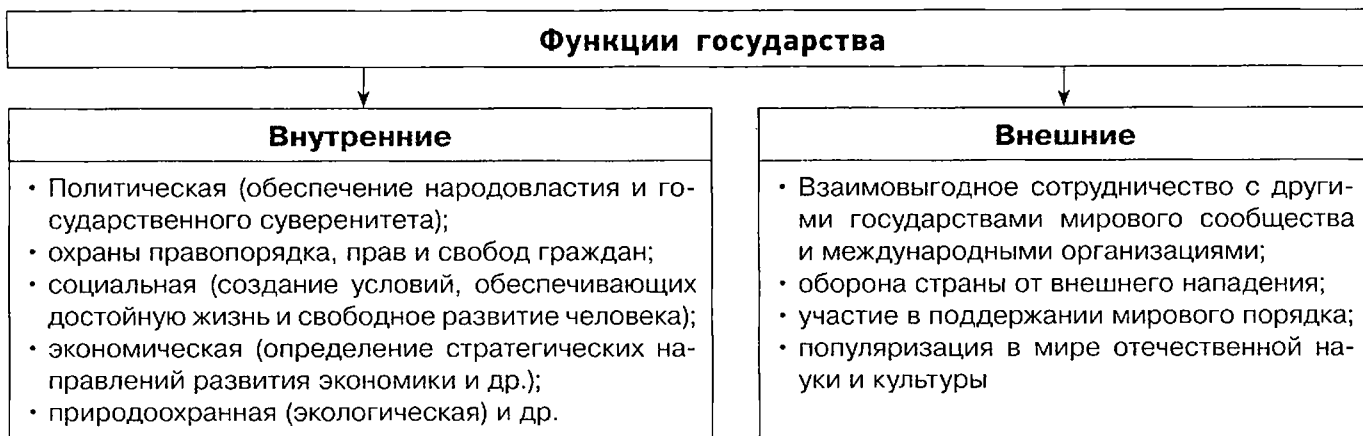 Функции государства
Внутренние
• Политическая (обеспечение народовластия и го-
сударственного суверенитета);
• охраны правопорядка, прав и свобод граждан;
• социальная (создание условий, обеспечивающих
достойную жизнь и свободное развитие человека);
• экономическая (определение стратегических на-
правлений развития экономики и др.);
• природоохранная (экологическая) и др.
Внешние
• Взаимовыгодное сотрудничество с други-
ми государствами мирового сообщества
и международными организациями;
• оборона страны от внешнего нападения;
• участие в поддержании мирового порядка;
• популяризация в мире отечественной на-
уки и культуры